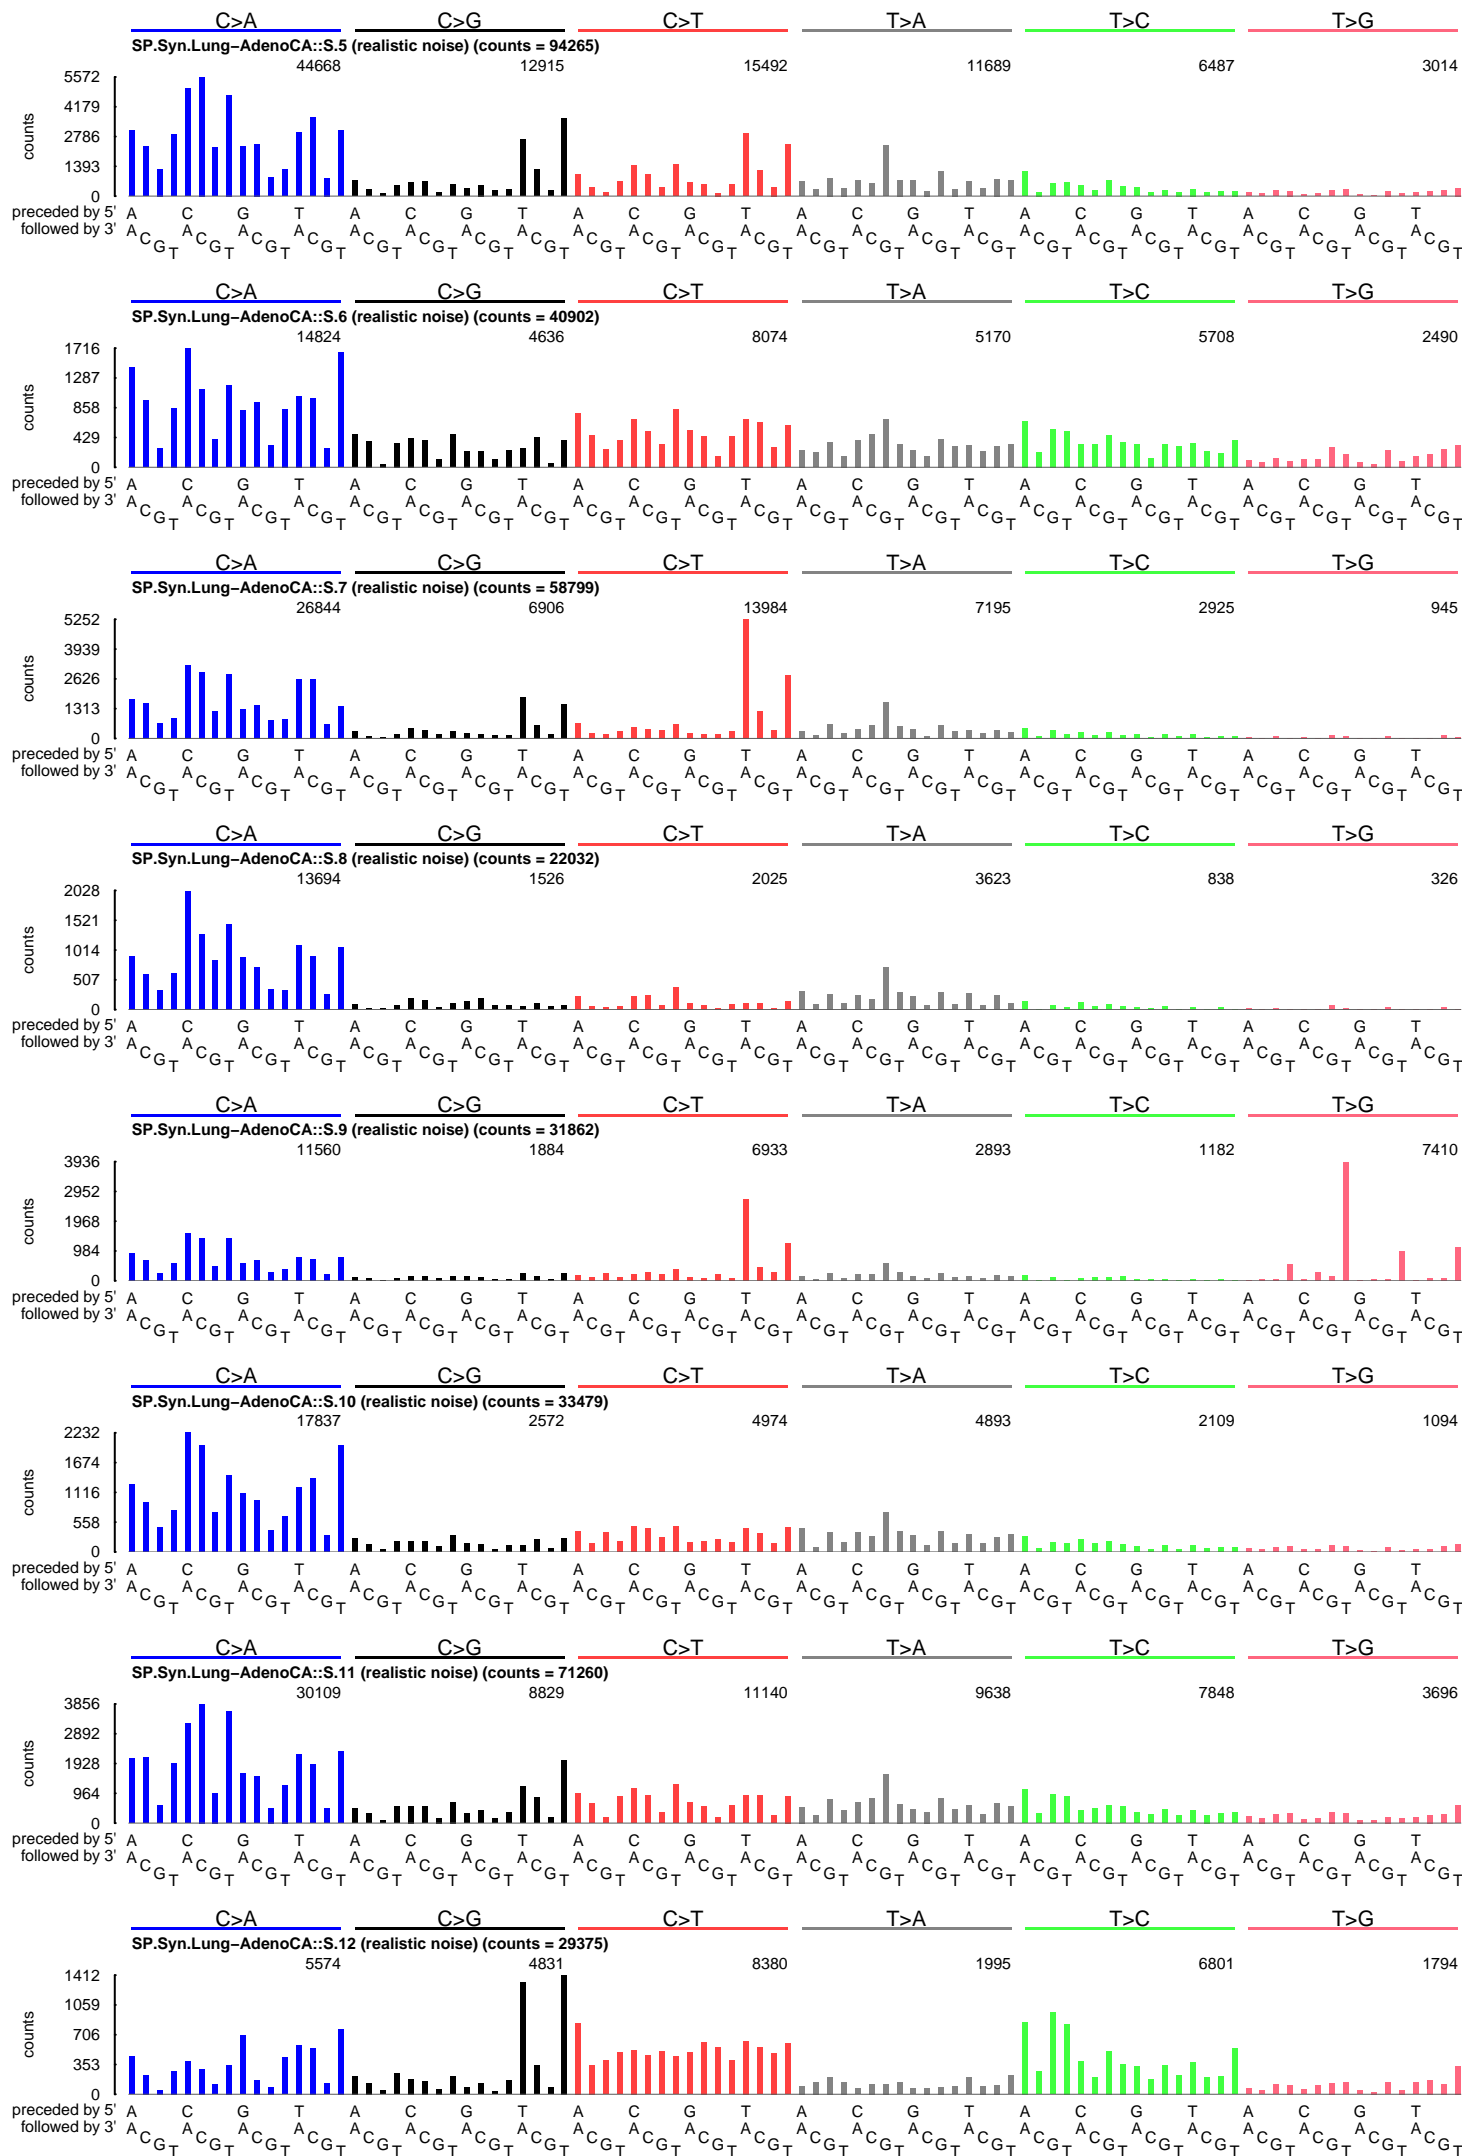 C>A C>G C>T T>A T>C T>G
SP.Syn.Lung−AdenoCA::S.5 (realistic noise) (counts = 94265)
44668 12915 15492 11689 6487 3014
5572
4179
2786
1393
0
counts
preceded by 5' A C G T A C G T A C G T A C G T A C G T A C G T
followed by 3' A C G T A C G T A C G T A C G T A C G T A C G T A C G T A C G T A C G T A C G T A C G T A C G T A C G T A C G T A C G T A C G T A C G T A C G T A C G T A C G T A C G T A C G T A C G T A C G T
C>A C>G C>T T>A T>C T>G
SP.Syn.Lung−AdenoCA::S.6 (realistic noise) (counts = 40902)
14824 4636 8074 5170 5708 2490
1716
1287
858
429
0
counts
preceded by 5' A C G T A C G T A C G T A C G T A C G T A C G T
followed by 3' A C G T A C G T A C G T A C G T A C G T A C G T A C G T A C G T A C G T A C G T A C G T A C G T A C G T A C G T A C G T A C G T A C G T A C G T A C G T A C G T A C G T A C G T A C G T A C G T
C>A C>G C>T T>A T>C T>G
SP.Syn.Lung−AdenoCA::S.7 (realistic noise) (counts = 58799)
26844 6906 13984 7195 2925 945
5252
3939
2626
1313
0
counts
preceded by 5' A C G T A C G T A C G T A C G T A C G T A C G T
followed by 3' A C G T A C G T A C G T A C G T A C G T A C G T A C G T A C G T A C G T A C G T A C G T A C G T A C G T A C G T A C G T A C G T A C G T A C G T A C G T A C G T A C G T A C G T A C G T A C G T
C>A C>G C>T T>A T>C T>G
SP.Syn.Lung−AdenoCA::S.8 (realistic noise) (counts = 22032)
13694 1526 2025 3623 838 326
2028
1521
1014
507
0
counts
preceded by 5' A C G T A C G T A C G T A C G T A C G T A C G T
followed by 3' A C G T A C G T A C G T A C G T A C G T A C G T A C G T A C G T A C G T A C G T A C G T A C G T A C G T A C G T A C G T A C G T A C G T A C G T A C G T A C G T A C G T A C G T A C G T A C G T
C>A C>G C>T T>A T>C T>G
SP.Syn.Lung−AdenoCA::S.9 (realistic noise) (counts = 31862)
11560 1884 6933 2893 1182 7410
3936
2952
1968
984
0
counts
preceded by 5' A C G T A C G T A C G T A C G T A C G T A C G T
followed by 3' A C G T A C G T A C G T A C G T A C G T A C G T A C G T A C G T A C G T A C G T A C G T A C G T A C G T A C G T A C G T A C G T A C G T A C G T A C G T A C G T A C G T A C G T A C G T A C G T
C>A C>G C>T T>A T>C T>G
SP.Syn.Lung−AdenoCA::S.10 (realistic noise) (counts = 33479)
17837 2572 4974 4893 2109 1094
2232
1674
1116
558
0
counts
preceded by 5' A C G T A C G T A C G T A C G T A C G T A C G T
followed by 3' A C G T A C G T A C G T A C G T A C G T A C G T A C G T A C G T A C G T A C G T A C G T A C G T A C G T A C G T A C G T A C G T A C G T A C G T A C G T A C G T A C G T A C G T A C G T A C G T
C>A C>G C>T T>A T>C T>G
SP.Syn.Lung−AdenoCA::S.11 (realistic noise) (counts = 71260)
30109 8829 11140 9638 7848 3696
3856
2892
1928
964
0
counts
preceded by 5' A C G T A C G T A C G T A C G T A C G T A C G T
followed by 3' A C G T A C G T A C G T A C G T A C G T A C G T A C G T A C G T A C G T A C G T A C G T A C G T A C G T A C G T A C G T A C G T A C G T A C G T A C G T A C G T A C G T A C G T A C G T A C G T
C>A C>G C>T T>A T>C T>G
SP.Syn.Lung−AdenoCA::S.12 (realistic noise) (counts = 29375)
5574 4831 8380 1995 6801 1794
1412
1059
706
353
0
counts
preceded by 5' A C G T A C G T A C G T A C G T A C G T A C G T
followed by 3' A C G T A C G T A C G T A C G T A C G T A C G T A C G T A C G T A C G T A C G T A C G T A C G T A C G T A C G T A C G T A C G T A C G T A C G T A C G T A C G T A C G T A C G T A C G T A C G T